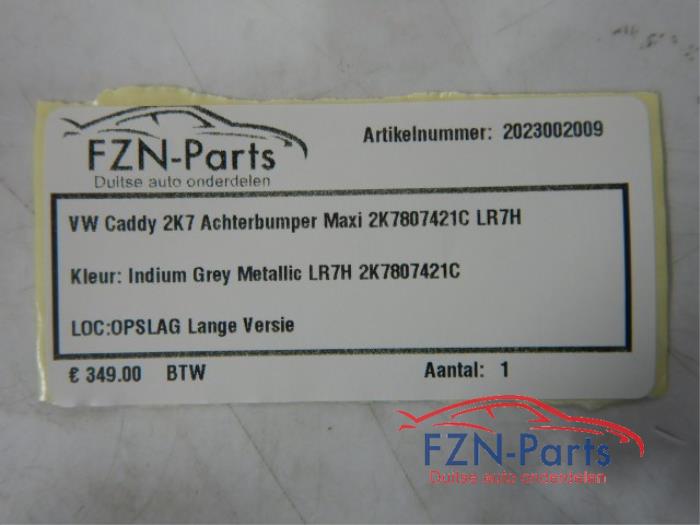 FZN-Parts
Duitse auto onderdelen
Artikelnummer: 2023002009
VW Caddy 2K7 Achterbumper Maxi 2K7807421C LR7H
Kleur: Indium Grey Metallic LR7H 2K7807421C
LOC:OPSLAG Lange Versie
€ 349.00 BTW
Aantal: 1
FZN-Parts
Duitse auto onderdelen